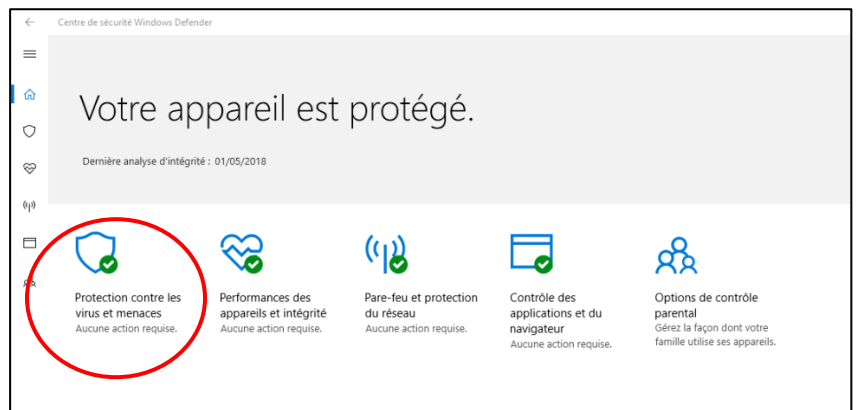 Centre de sécurité Windows Defender
Votre appareil est protégé.
Dernière analyse d'intégrité : 01/05/2018
Protection contre les
virus et menaces
Aucune action requise.
Performances des
appareils et intégrité
Aucune action requise.
Pare-feu et protection
du réseau
Aucune action requise.
Contrôle des
applications et du
navigateur
Aucune action requise.
Options de contrôle
parental
Gérez la façon dont votre
famille utilise ses appareils.